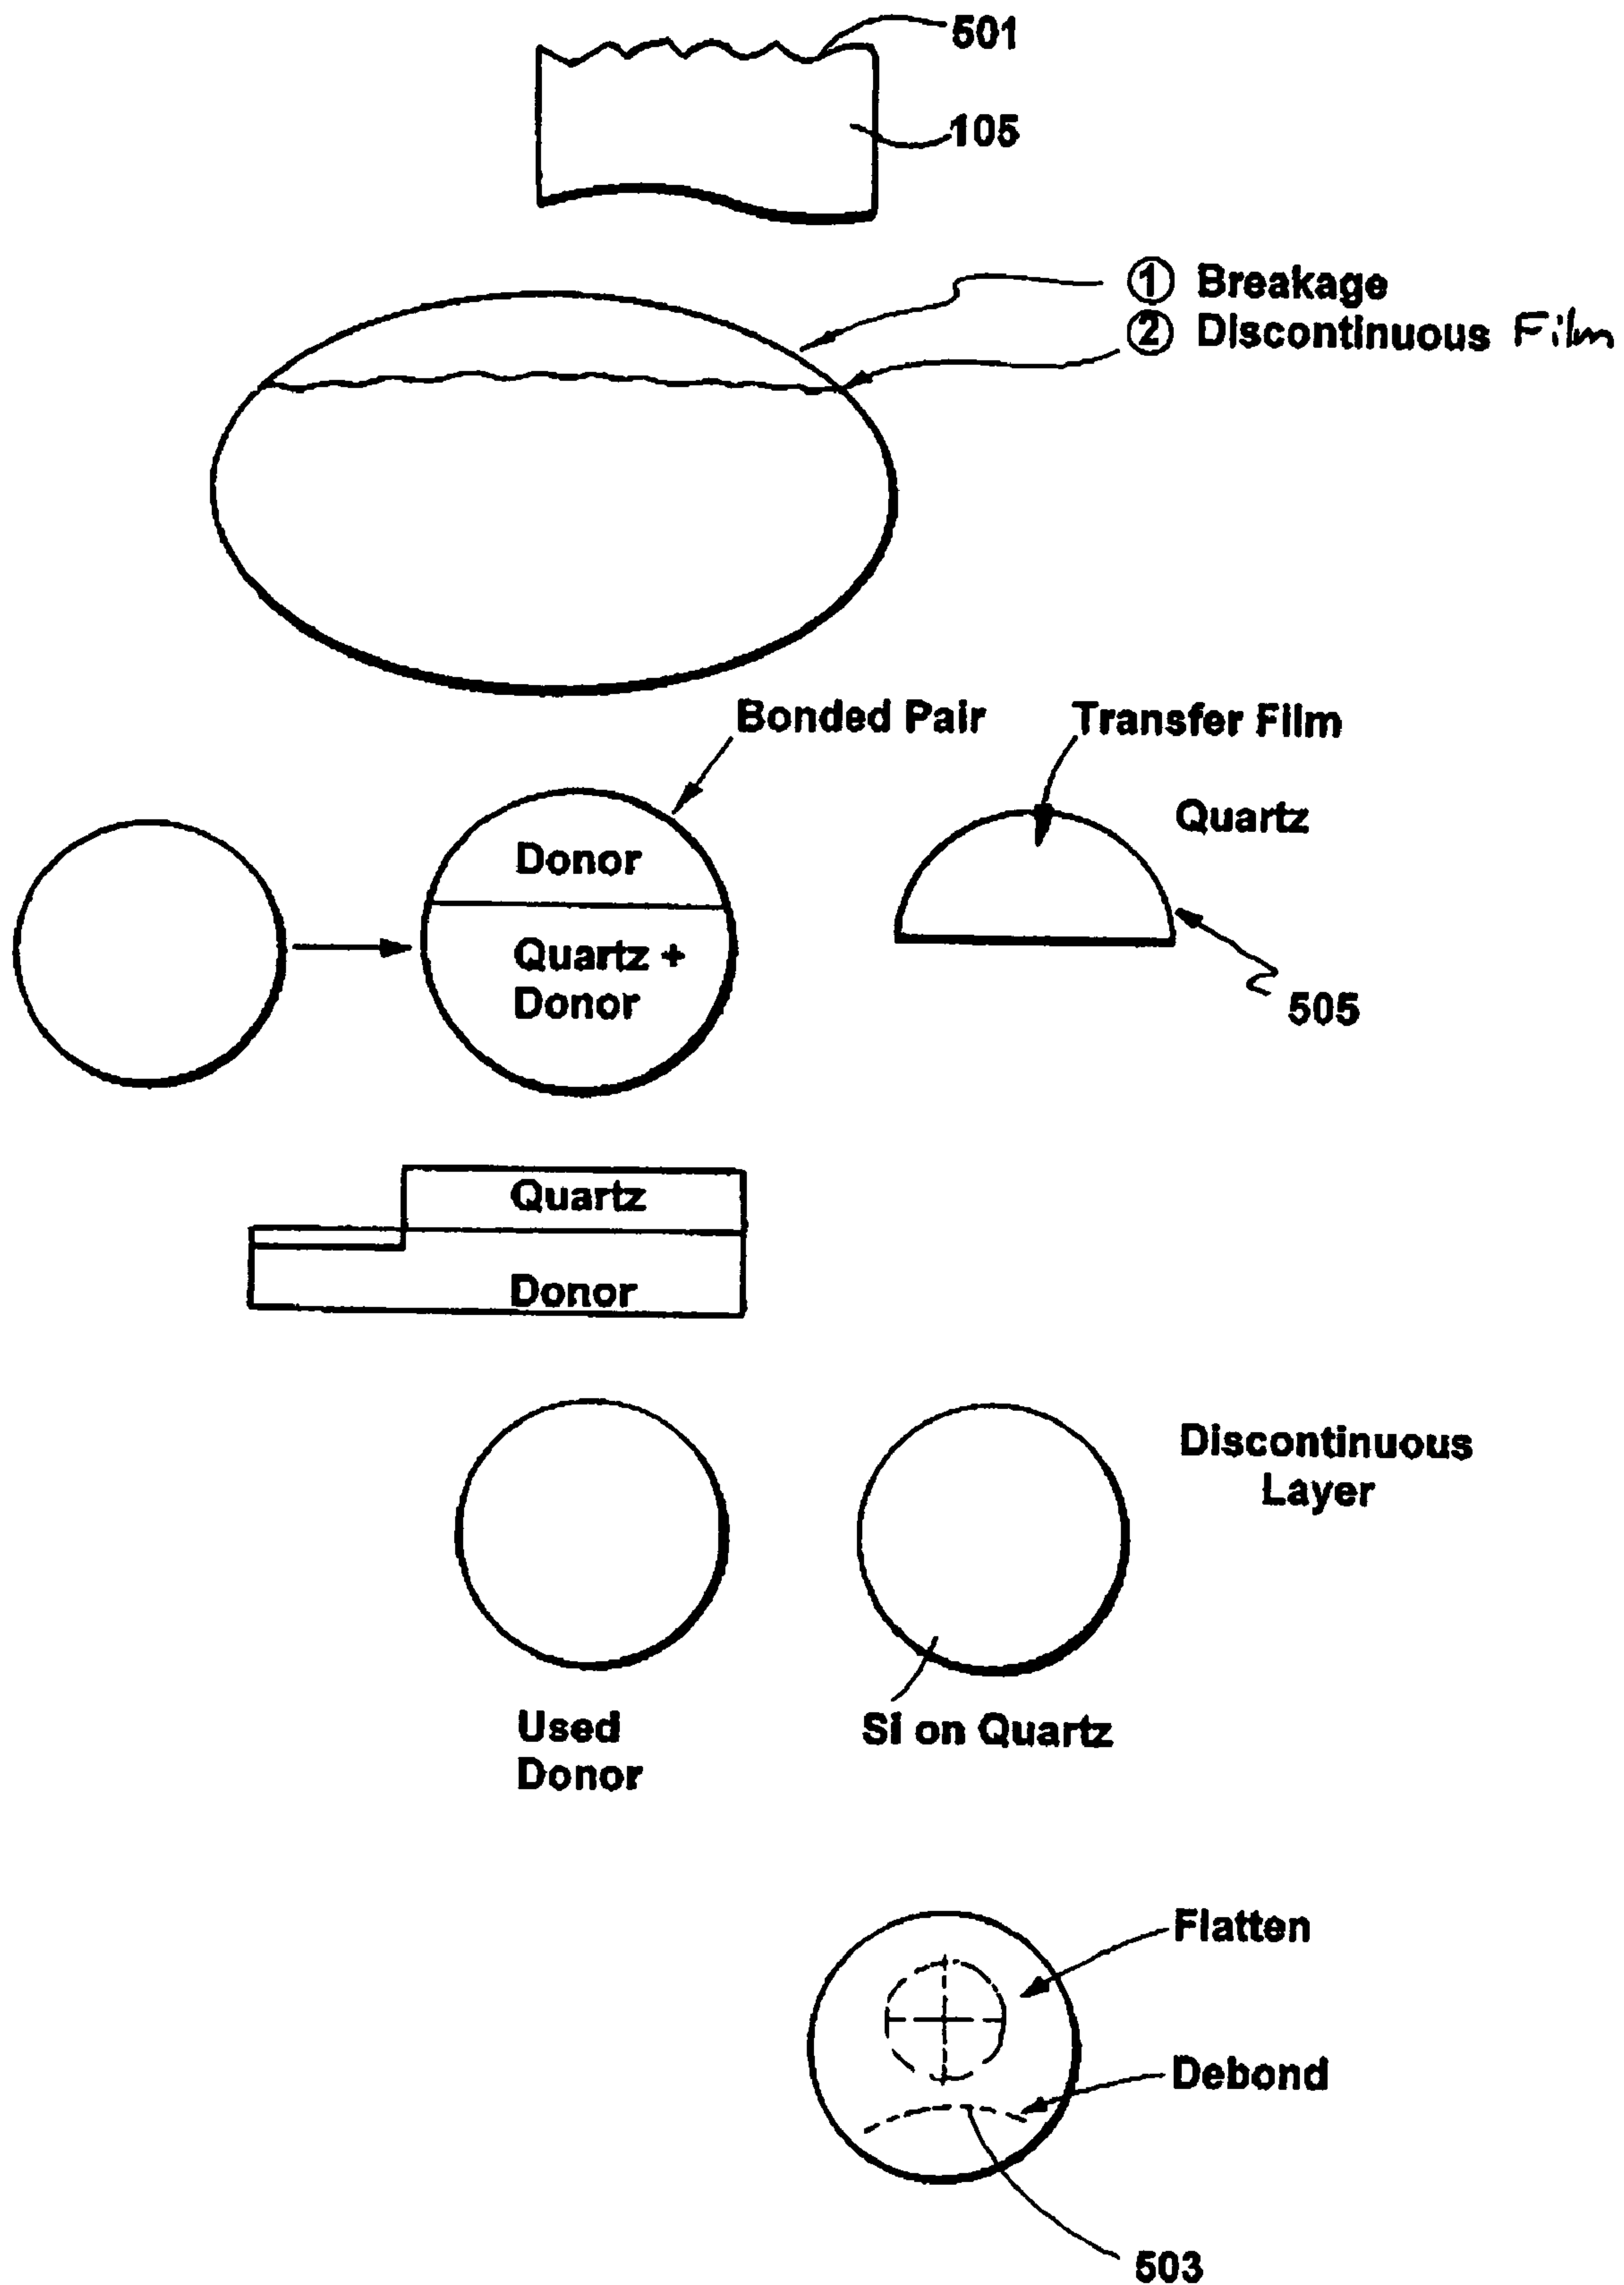 501
105
① Breakage
② Discontinuous Film
Bonded Pair
Transfer Film
Quartz
Donor
Quartz +
Donor
505
Quartz
Donor
Discontinuous
Layer
Used
Donor
Si on Quartz
Flatten
Debond
503